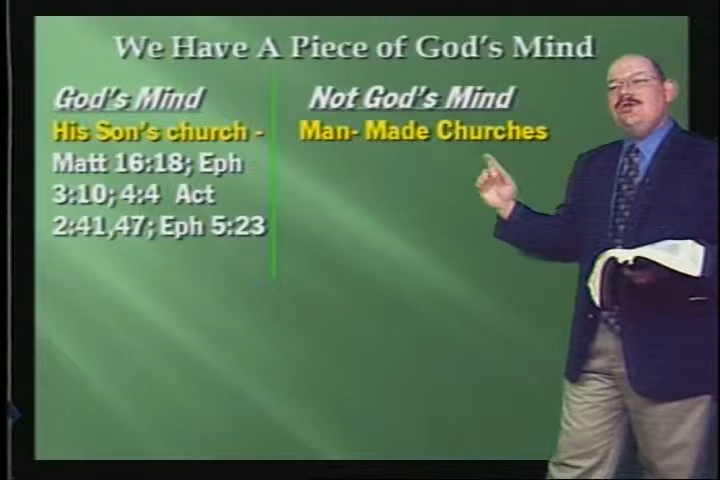 We Have A Piece of God's Mind
God's Mind
His Son's church -
Matt 16:18; Eph
3:10; 4:4 Act
2:41,47; Eph 5:23
Not God's Mind
Man- Made Churches